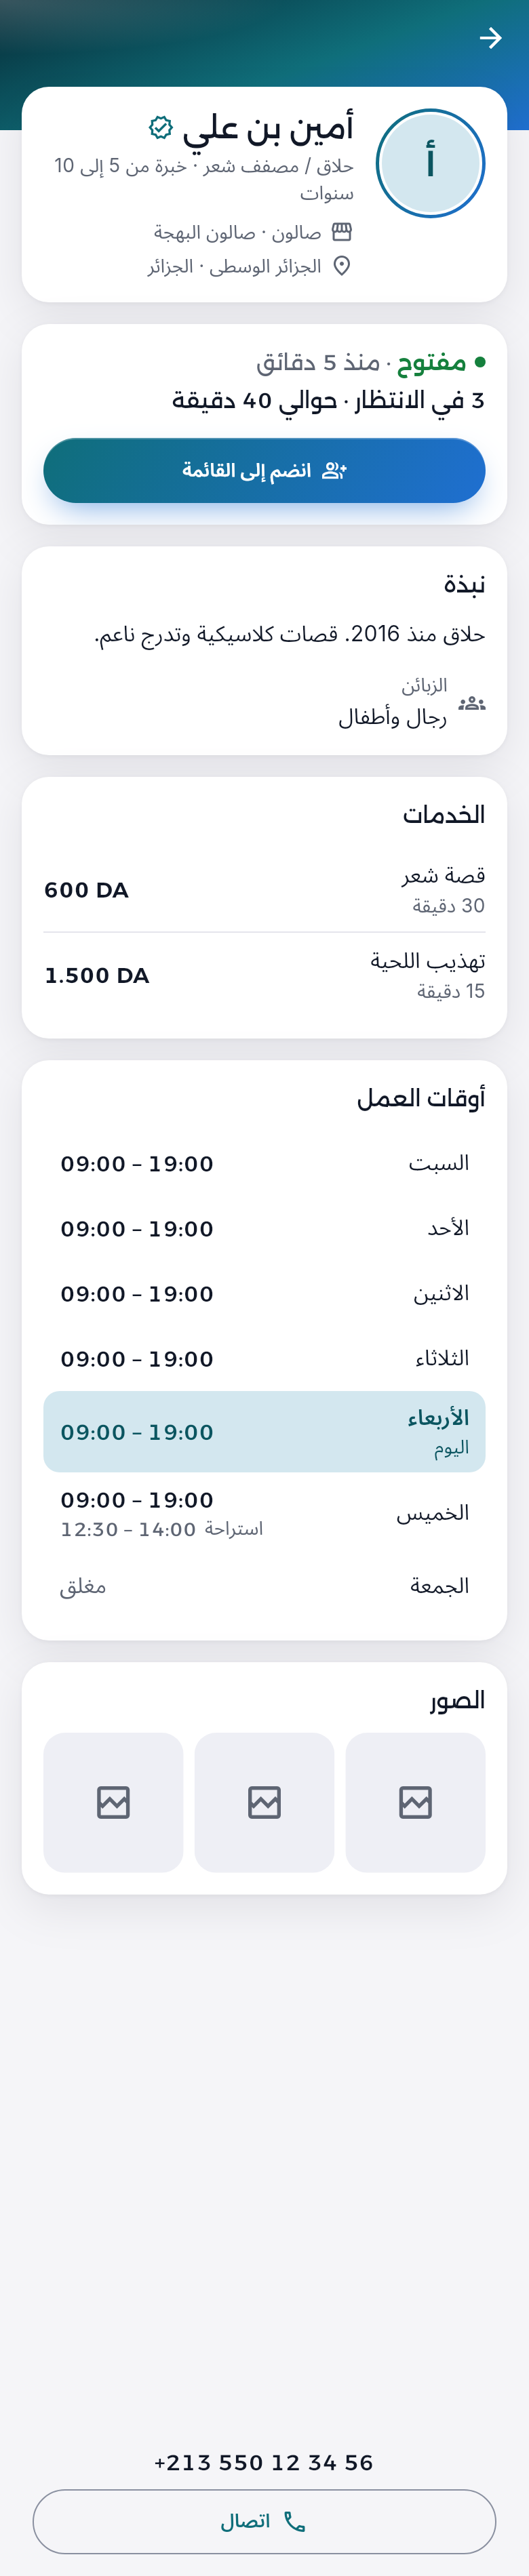 أ
أمين بن علي
حلاق / مصفف شعر · خبرة من 5 إلى 10
سنوات
صالون · صالون البهجة
الجزائر الوسطى · الجزائر
مفتوح · منذ 5 دقائق
3 في الانتظار · حوالي 40 دقيقة
انضم إلى القائمة
نبذة
حلاق منذ 2016. قصات كلاسيكية وتدرج ناعم.
الزبائن
رجال وأطفال
الخدمات
قصة شعر
30 دقيقة
600 DA
تهذيب اللحية
15 دقيقة
1.500 DA
أوقات العمل
السبت 09:00 – 19:00
الأحد 09:00 – 19:00
الاثنين 09:00 – 19:00
الثلاثاء 09:00 – 19:00
الأربعاء 09:00 – 19:00
اليوم
الخميس 09:00 – 19:00
استراحة 12:30 – 14:00
الجمعة مغلق
الصور
+213 550 12 34 56
اتصال